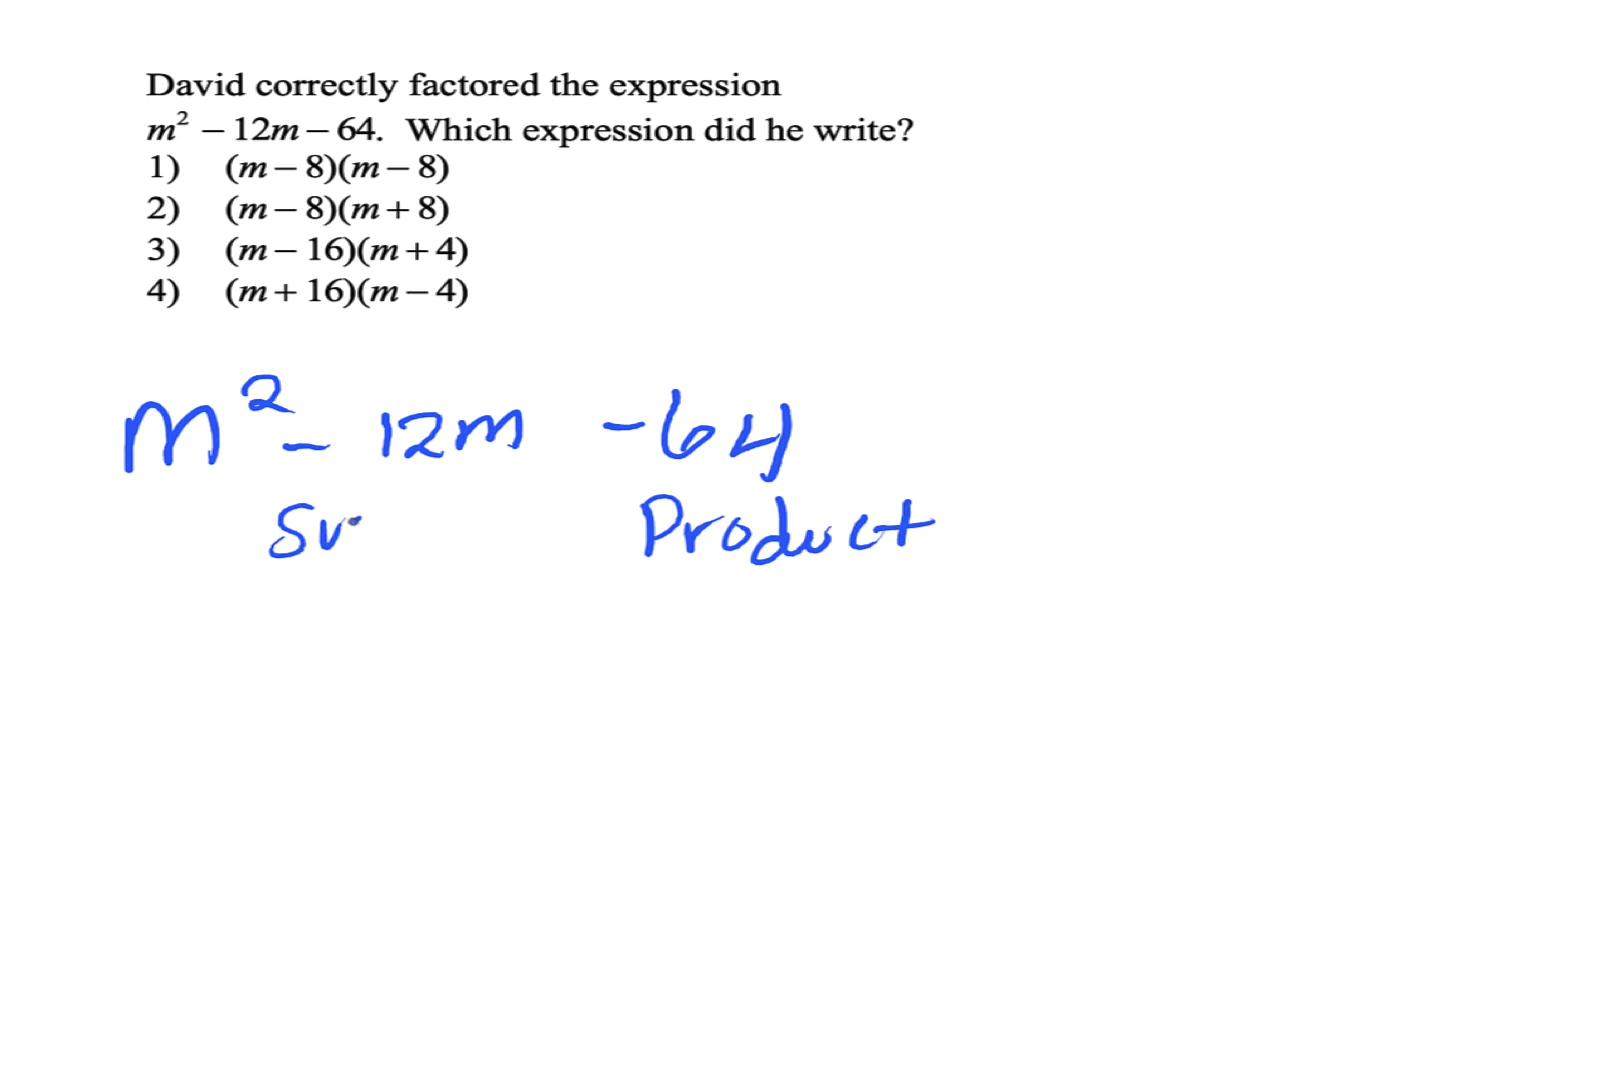 David correctly factored the expression
m² – 12m – 64. Which expression did he write?
1) (m – 8)(m – 8)
2) (m – 8)(m + 8)
3) (m – 16)(m + 4)
4) (m + 16)(m – 4)
m² – 12m –64
Su Product